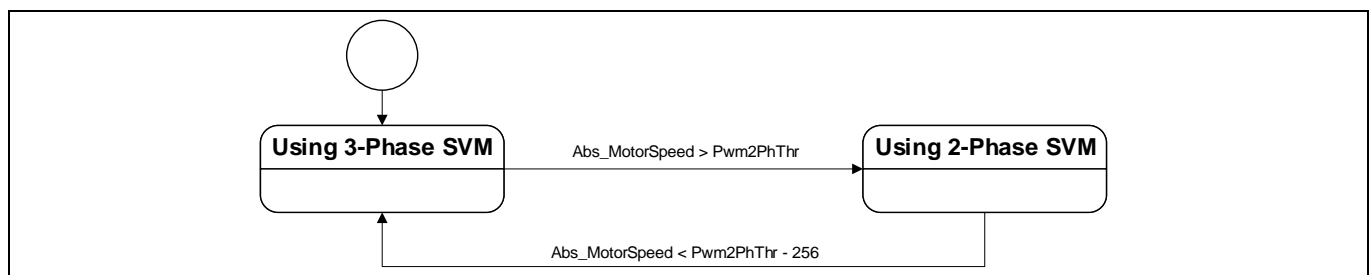 Using 3-Phase SVM
Abs_MotorSpeed > Pwm2PhThr
Using 2-Phase SVM
Abs_MotorSpeed < Pwm2PhThr - 256